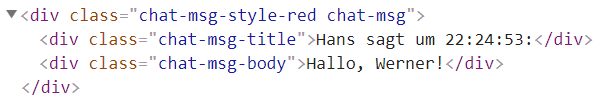 ▼<div class="chat-msg-style-red chat-msg">
<div class="chat-msg-title">Hans sagt um 22:24:53:</div>
<div class="chat-msg-body">Hallo, Werner!</div>
</div>